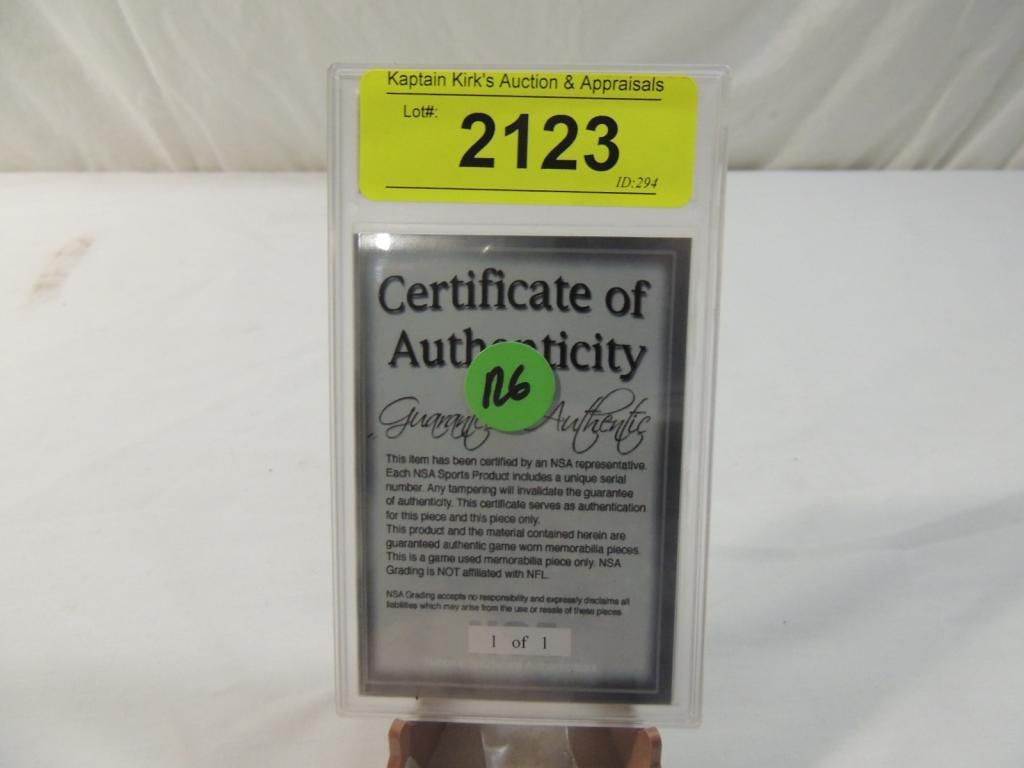 Kaptain Kirk's Auction & Appraisals
Lot#:
2123
ID:294
Certificate of
Authenticity
126
Authentic
This item has been certified by an NSA representative.
Each NSA Sports Product includes a unique serial
number. Any tampering will invalidate the guarantee
of authenticity. This certificate serves as authentication
for this piece and this piece only.
This product and the material contained herein are
guaranteed authentic game worn memorabilia pieces.
This is a game used memorabilia piece only. NSA
Grading is NOT affiliated with NFL.
NSA Grading accepts no responsibility and expressly disclaims all
liabilities which may arise from the use or resale of these pieces
1 of 1